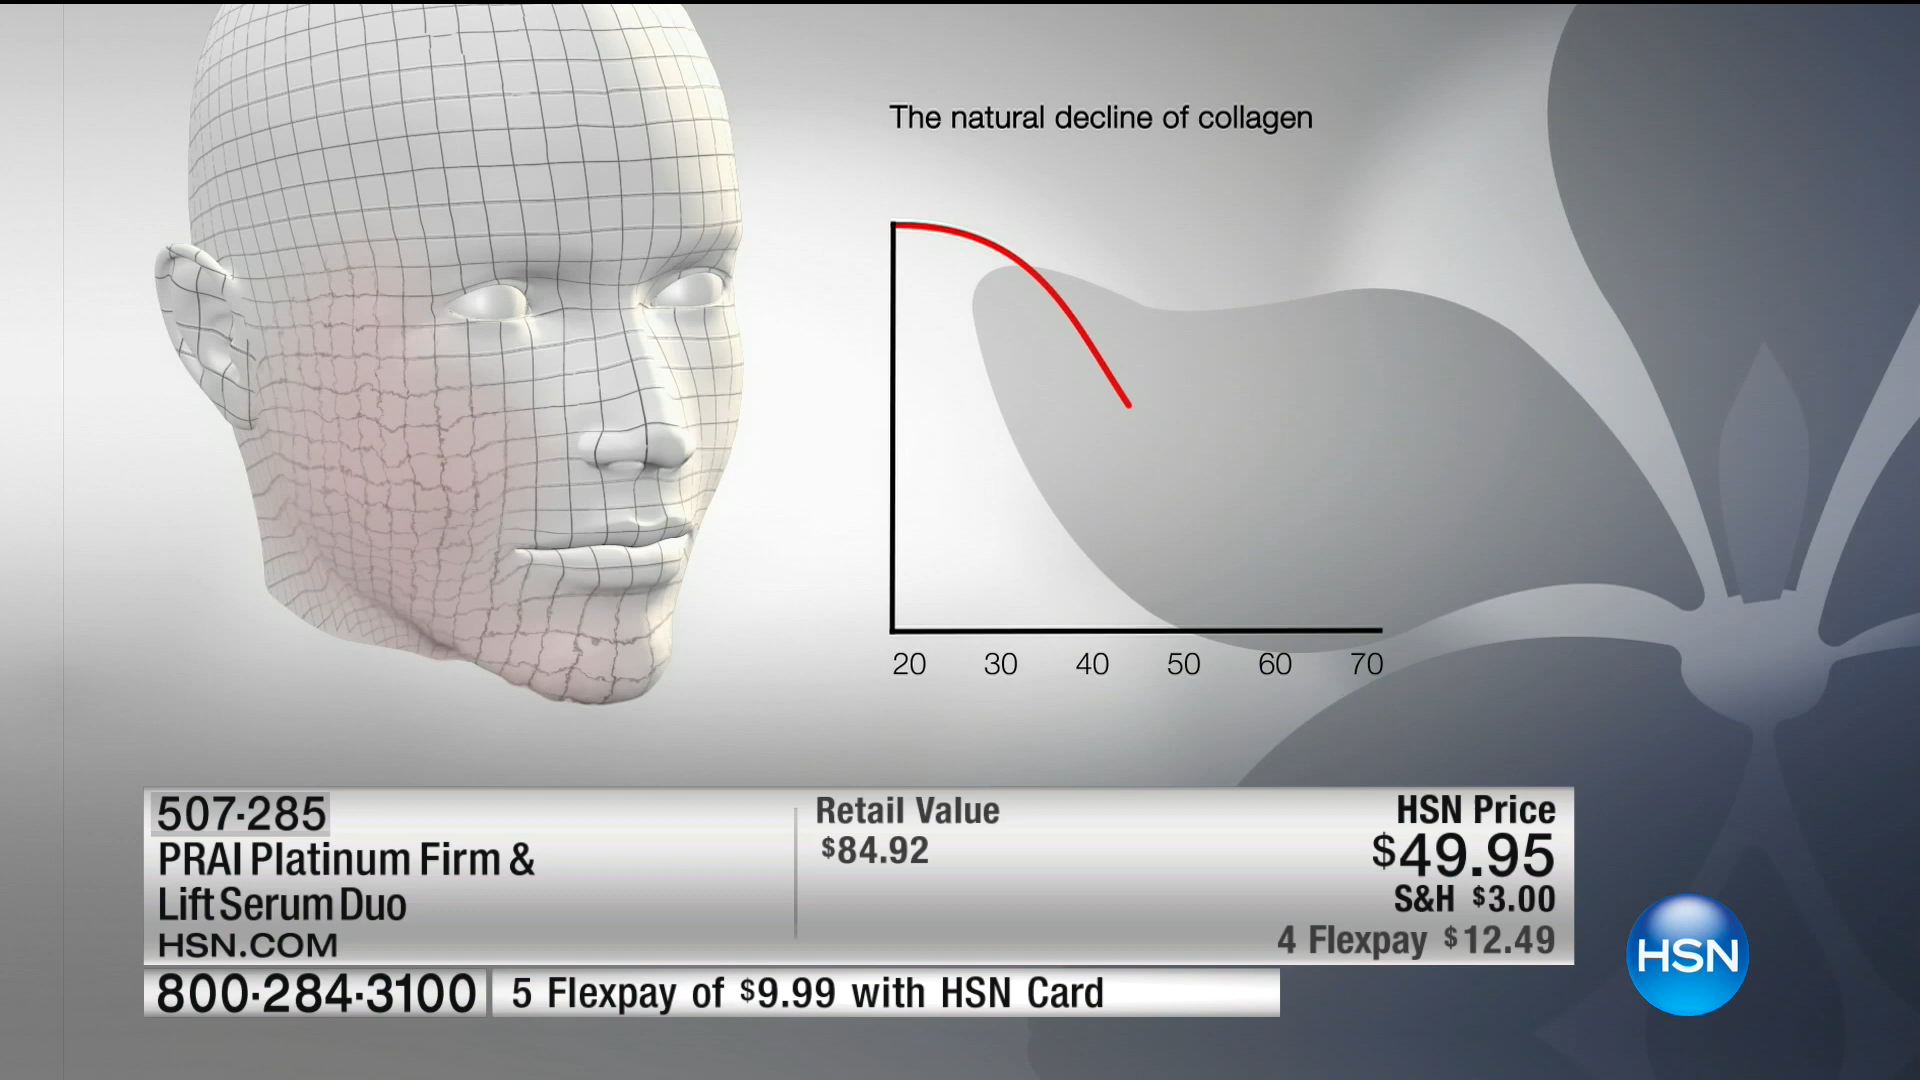 The natural decline of collagen
20 30 40 50 60 70
507·285
PRAI Platinum Firm &
Lift Serum Duo
HSN.COM
Retail Value
$84.92
HSN Price
$49.95
S&H $3.00
4 Flexpay $12.49
800·284·3100
5 Flexpay of $9.99 with HSN Card
HSN